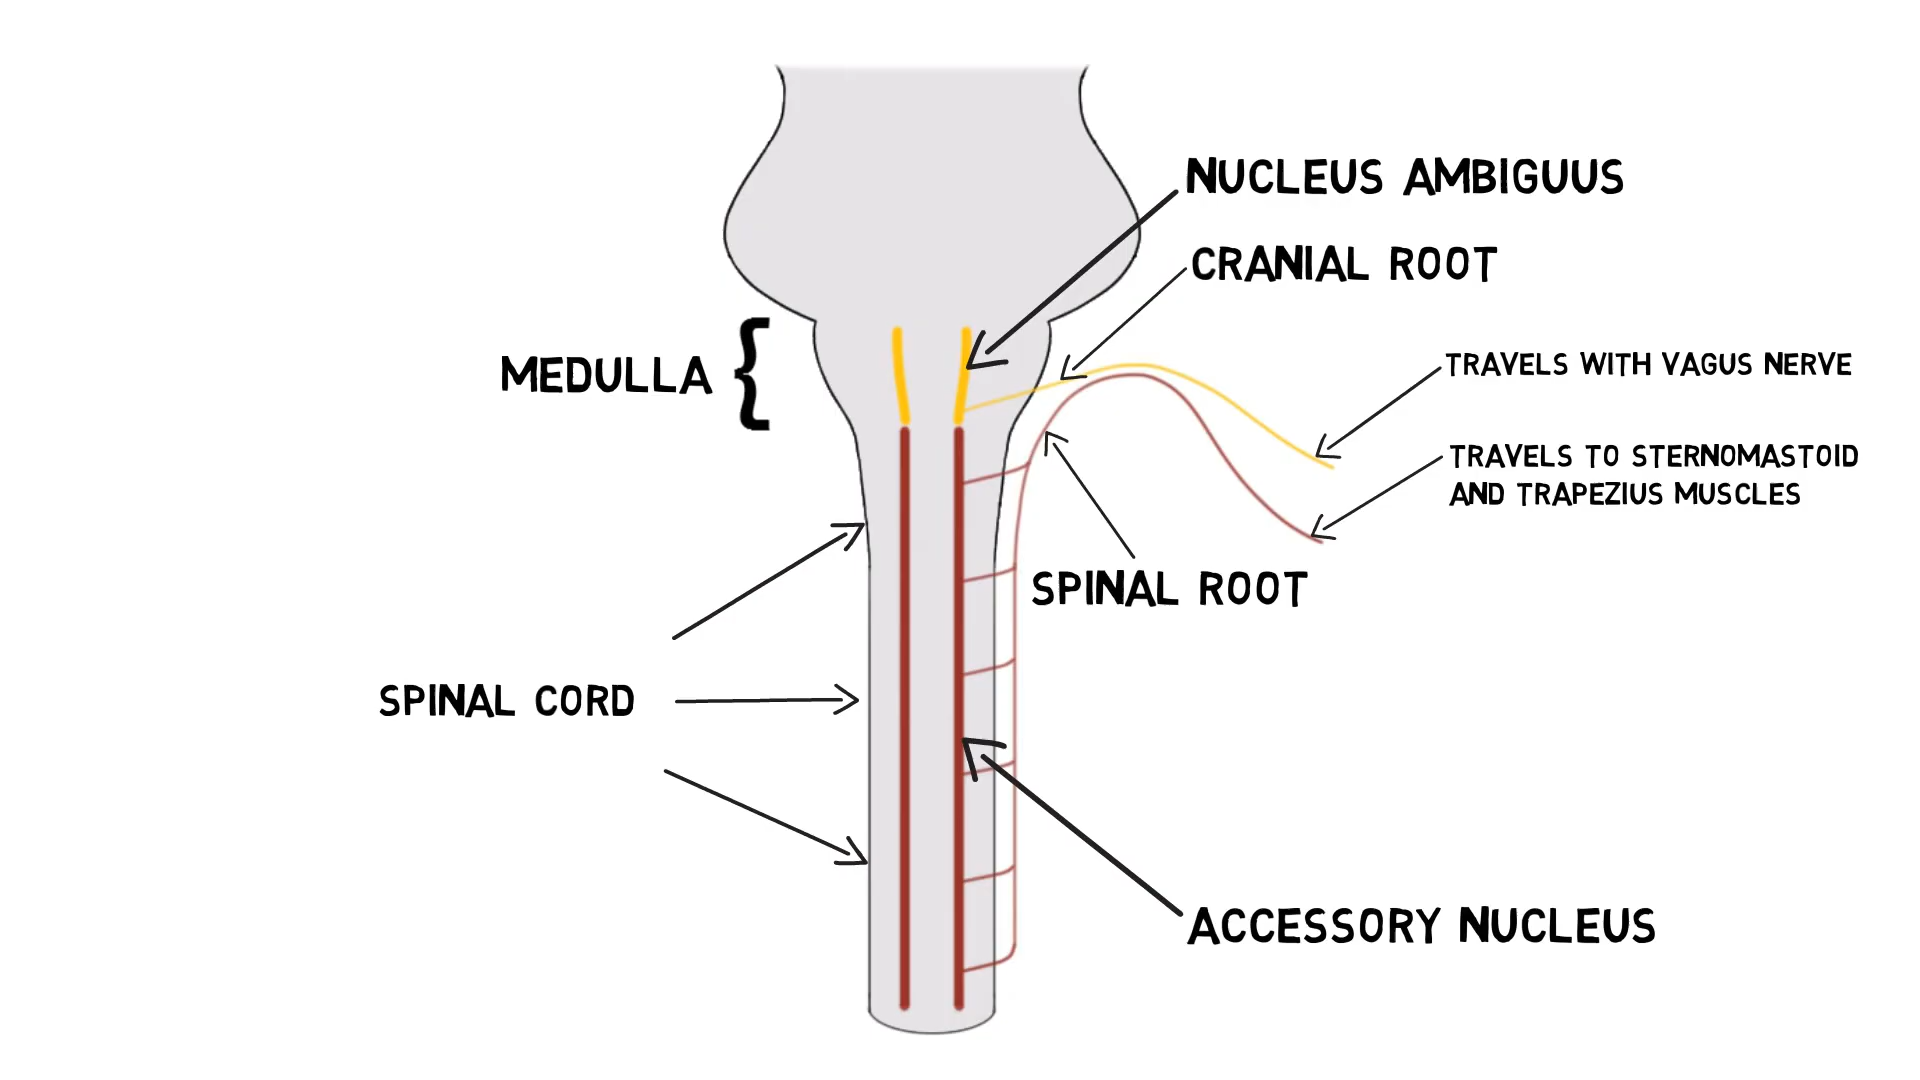 NUCLEUS AMBIGUUS
CRANIAL ROOT
MEDULLA
TRAVELS WITH VAGUS NERVE
TRAVELS TO STERNOMASTOID
AND TRAPEZIUS MUSCLES
SPINAL ROOT
SPINAL CORD
ACCESSORY NUCLEUS